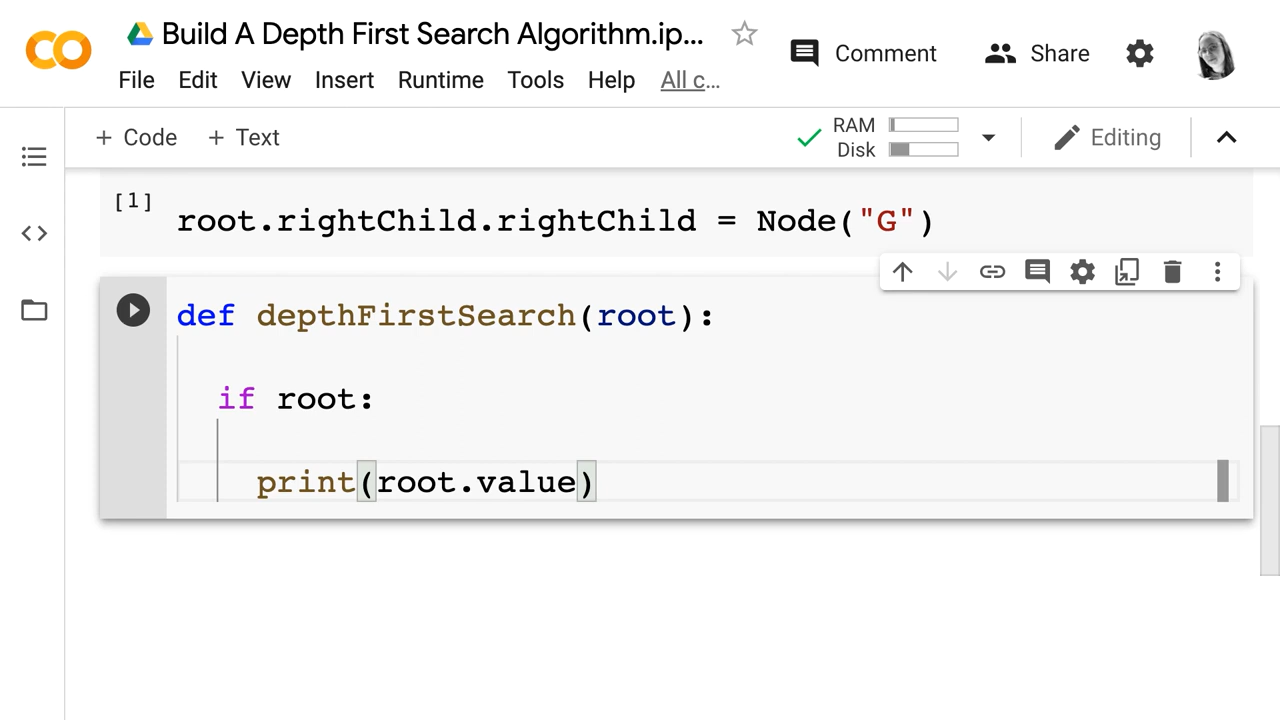 Build A Depth First Search Algorithm.ip...
File Edit View Insert Runtime Tools Help All c...
Comment
Share
+ Code + Text
RAM
Disk
Editing
[1]
root.rightChild.rightChild = Node("G")
def depthFirstSearch(root):
if root:
print(root.value)